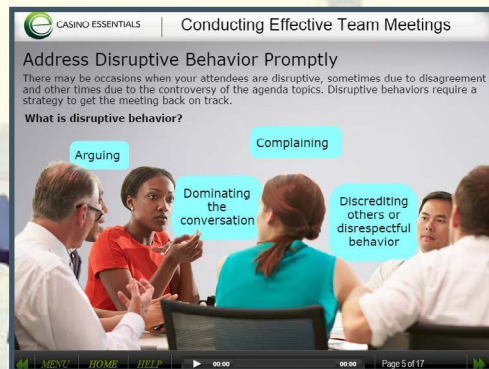 CASINO ESSENTIALS
Conducting Effective Team Meetings
Address Disruptive Behavior Promptly
There may be occasions when your attendees are disruptive, sometimes due to disagreement
and other times due to the controversy of the agenda topics. Disruptive behaviors require a
strategy to get the meeting back on track.
What is disruptive behavior?
Arguing
Complaining
Dominating
the
conversation
Discrediting
others or
disrespectful
behavior
MENU HOME HELP 00:00 00:00 Page 5 of 17